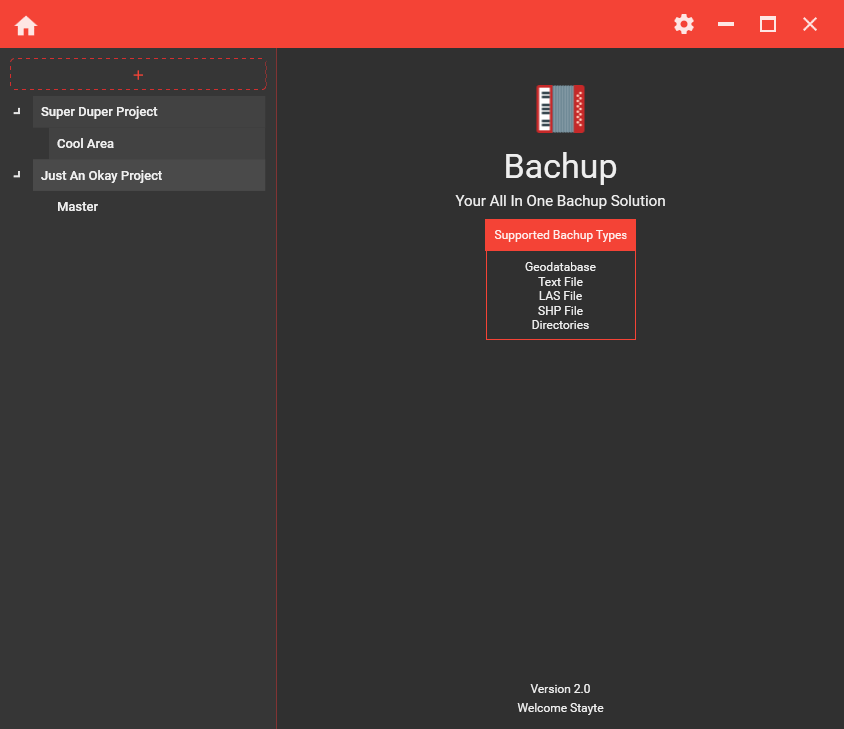 +
Super Duper Project
Cool Area
Just An Okay Project
Master
Bachup
Your All In One Bachup Solution
Supported Bachup Types
Geodatabase
Text File
LAS File
SHP File
Directories
Version 2.0
Welcome Stayte